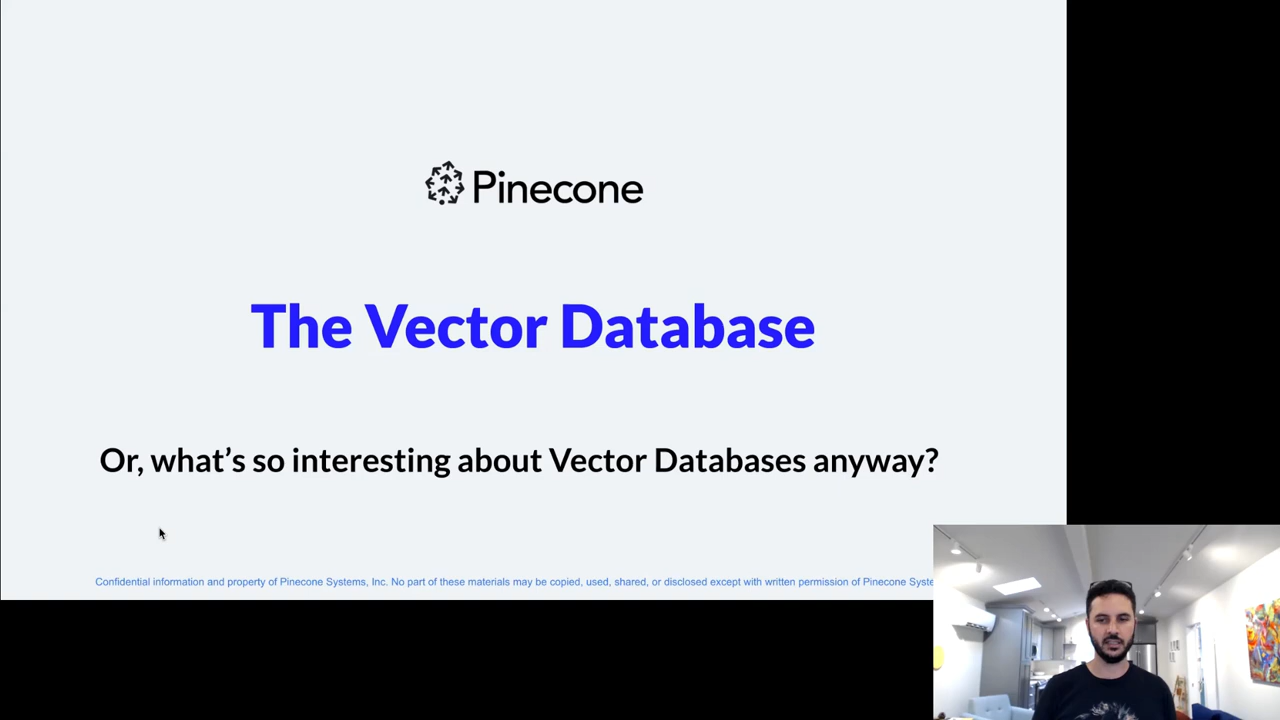 Pinecone
The Vector Database
Or, what's so interesting about Vector Databases anyway?
Confidential information and property of Pinecone Systems, Inc. No part of these materials may be copied, used, shared, or disclosed except with written permission of Pinecone